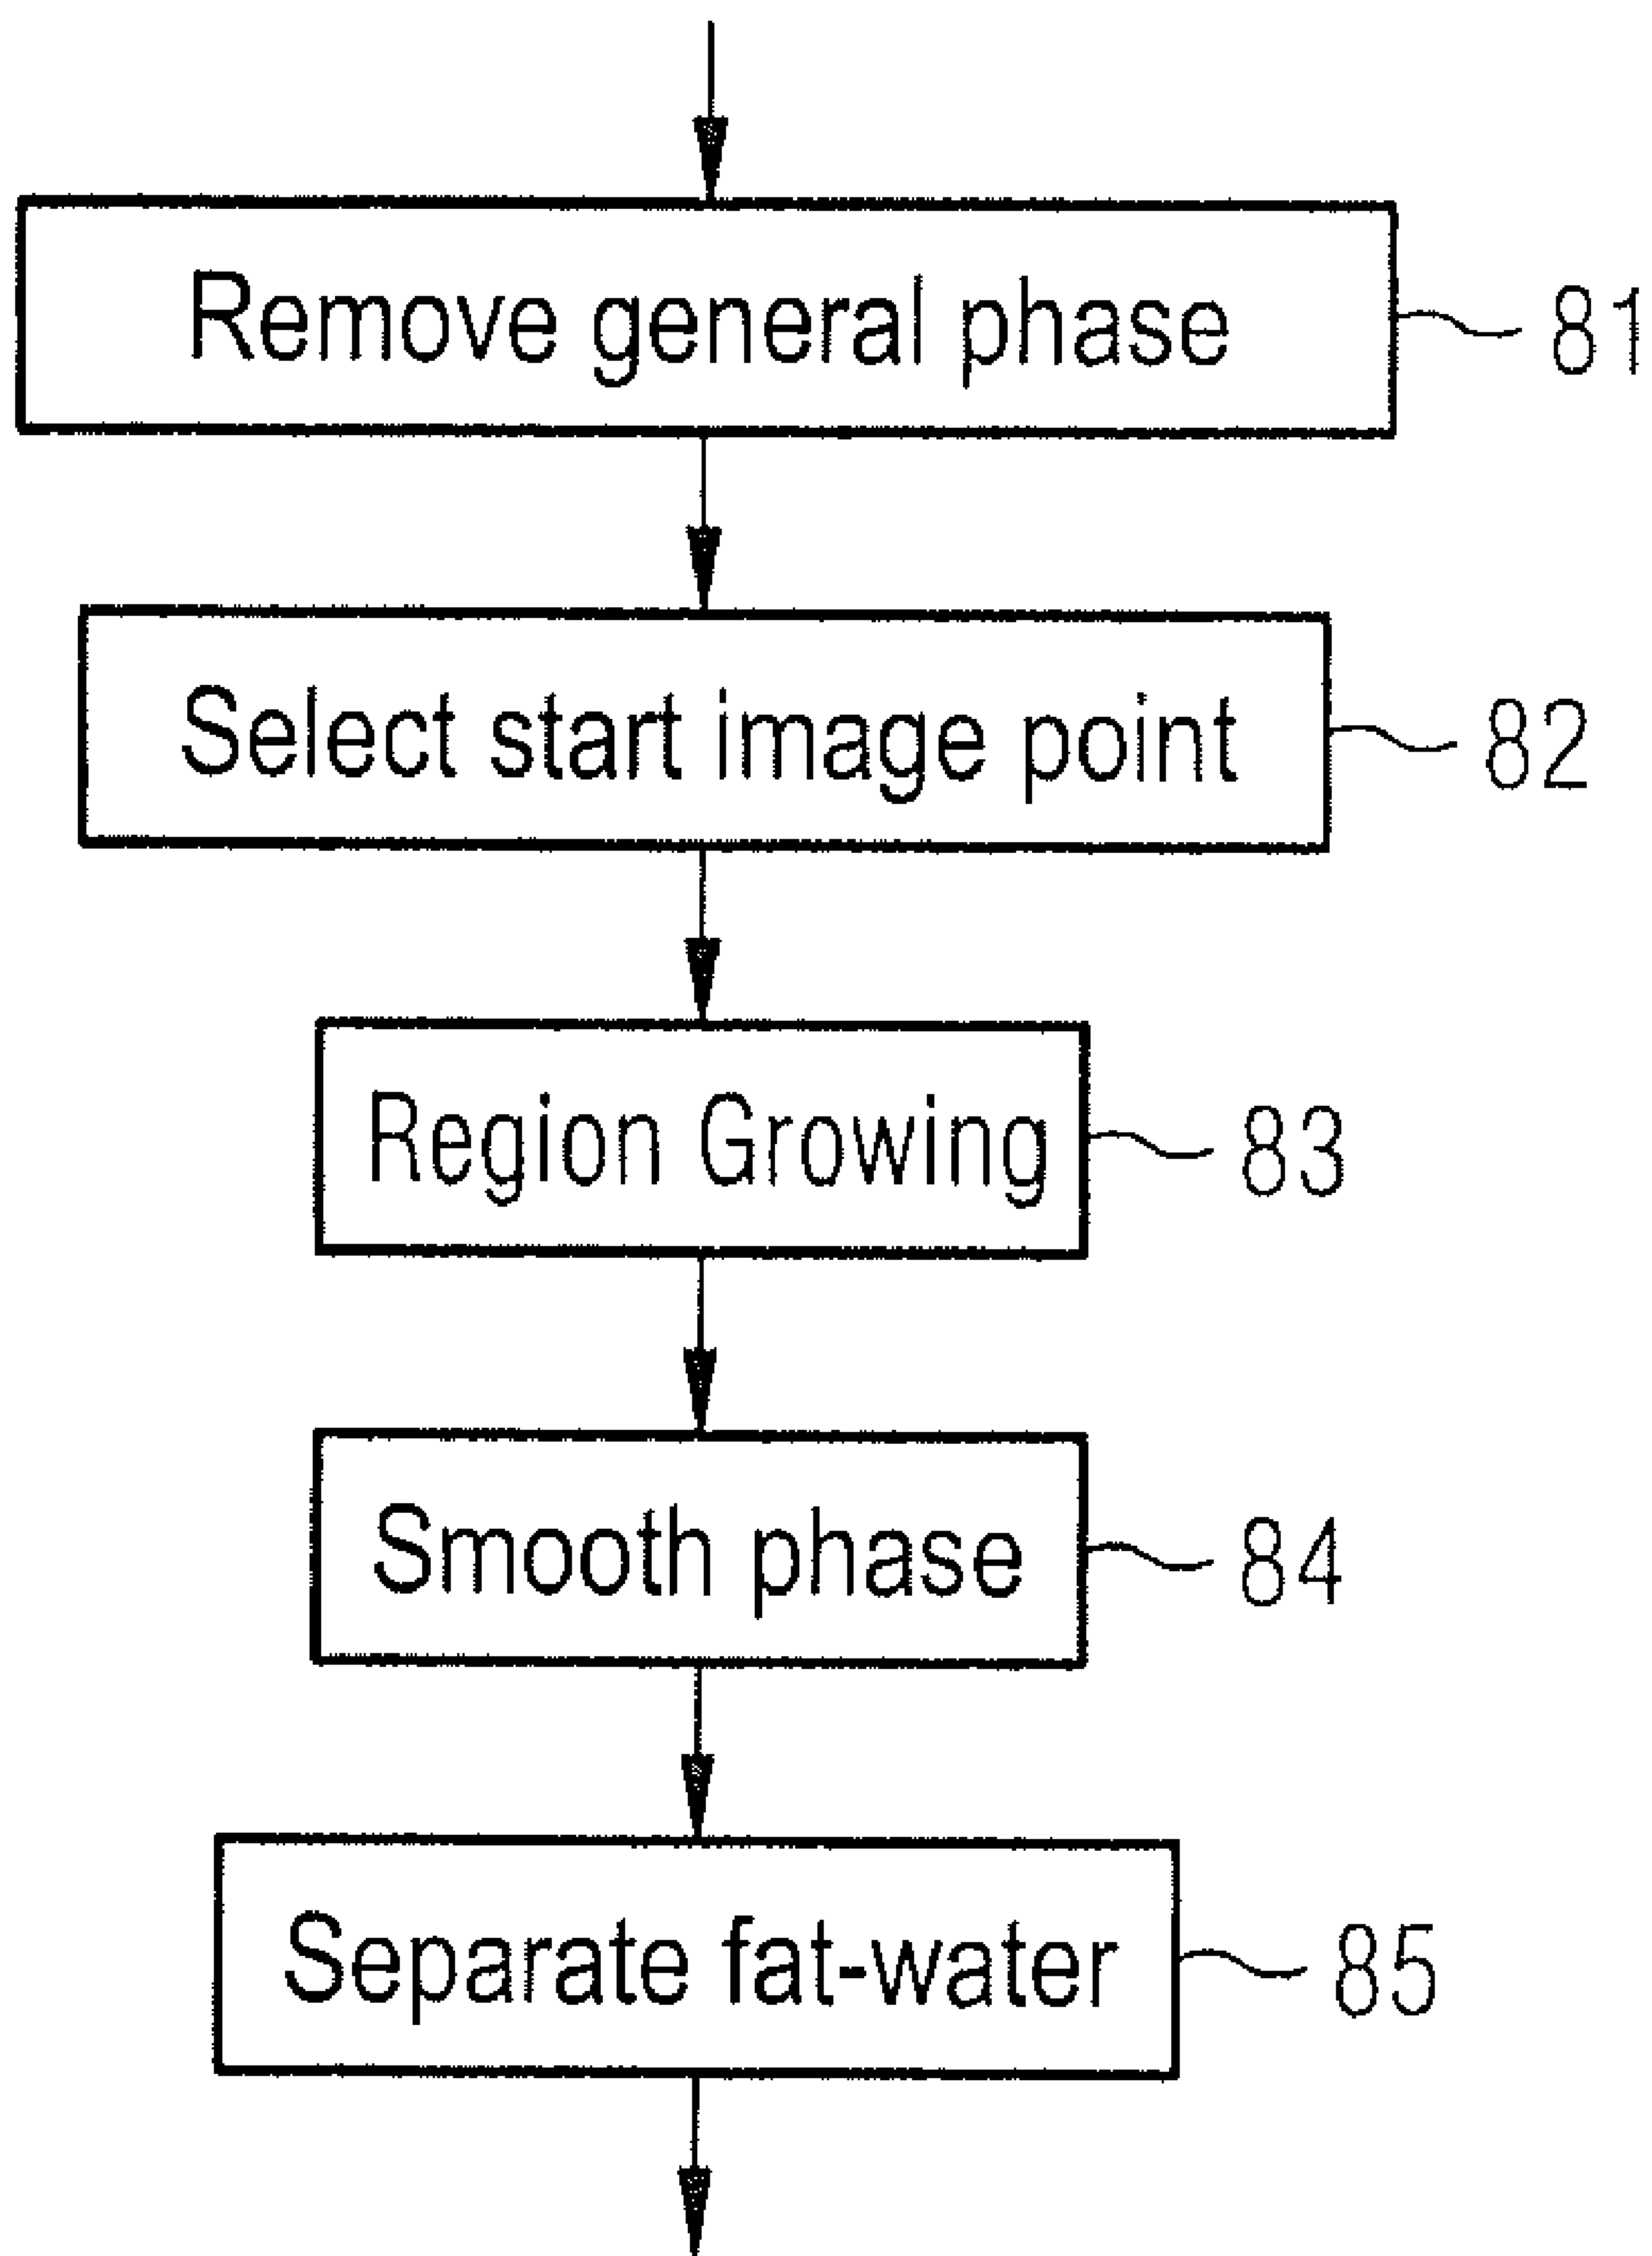 Remove general phase 81
Select start image point 82
Region Growing 83
Smooth phase 84
Separate fat-water 85